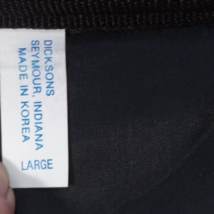 DICKSONS
SEYMOUR, INDIANA
MADE IN KOREA
LARGE